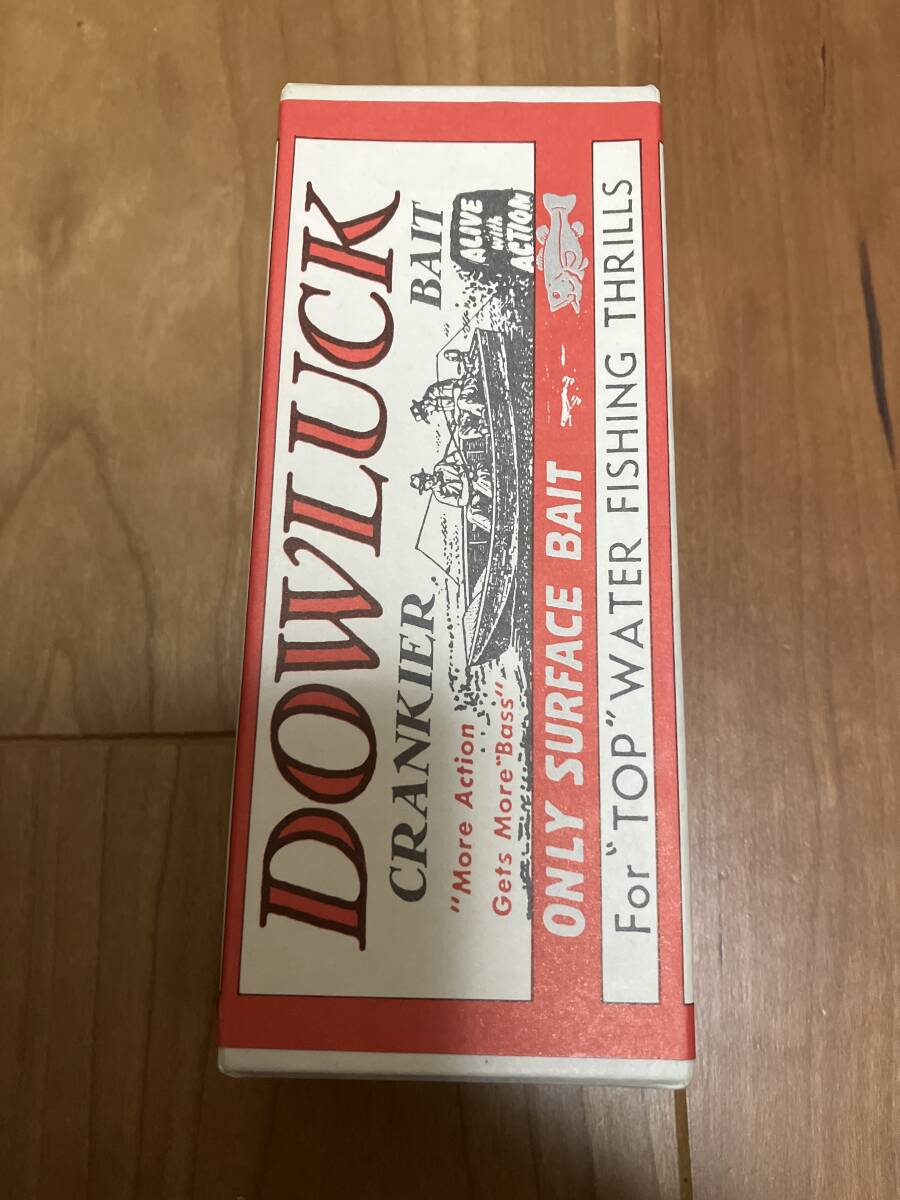 DOWLUCK
CRANKIER BAIT
ALIVE
with
ACTION
"More Action
Gets More "Bass"
ONLY SURFACE BAIT
For "TOP" WATER FISHING THRILLS